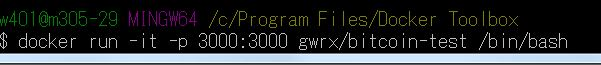 w401@m305-29 MINGW64 /c/Program Files/Docker Toolbox
$ docker run -it -p 3000:3000 gwrx/bitcoin-test /bin/bash